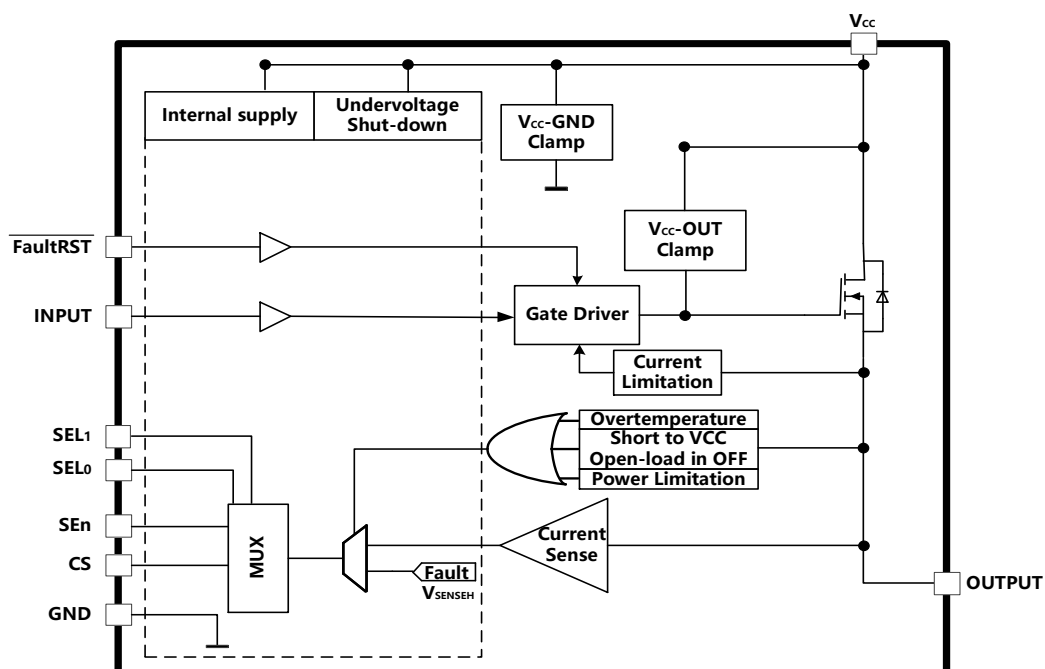 Vcc
Internal supply
Undervoltage
Shut-down
Vcc-GND
Clamp
Vcc-OUT
Clamp
FaultRST
INPUT
Gate Driver
Current
Limitation
Overtemperature
Short to VCC
Open-load in OFF
Power Limitation
SEL1
SEL0
SEn
CS
GND
MUX
Fault
VSENSEH
Current
Sense
OUTPUT